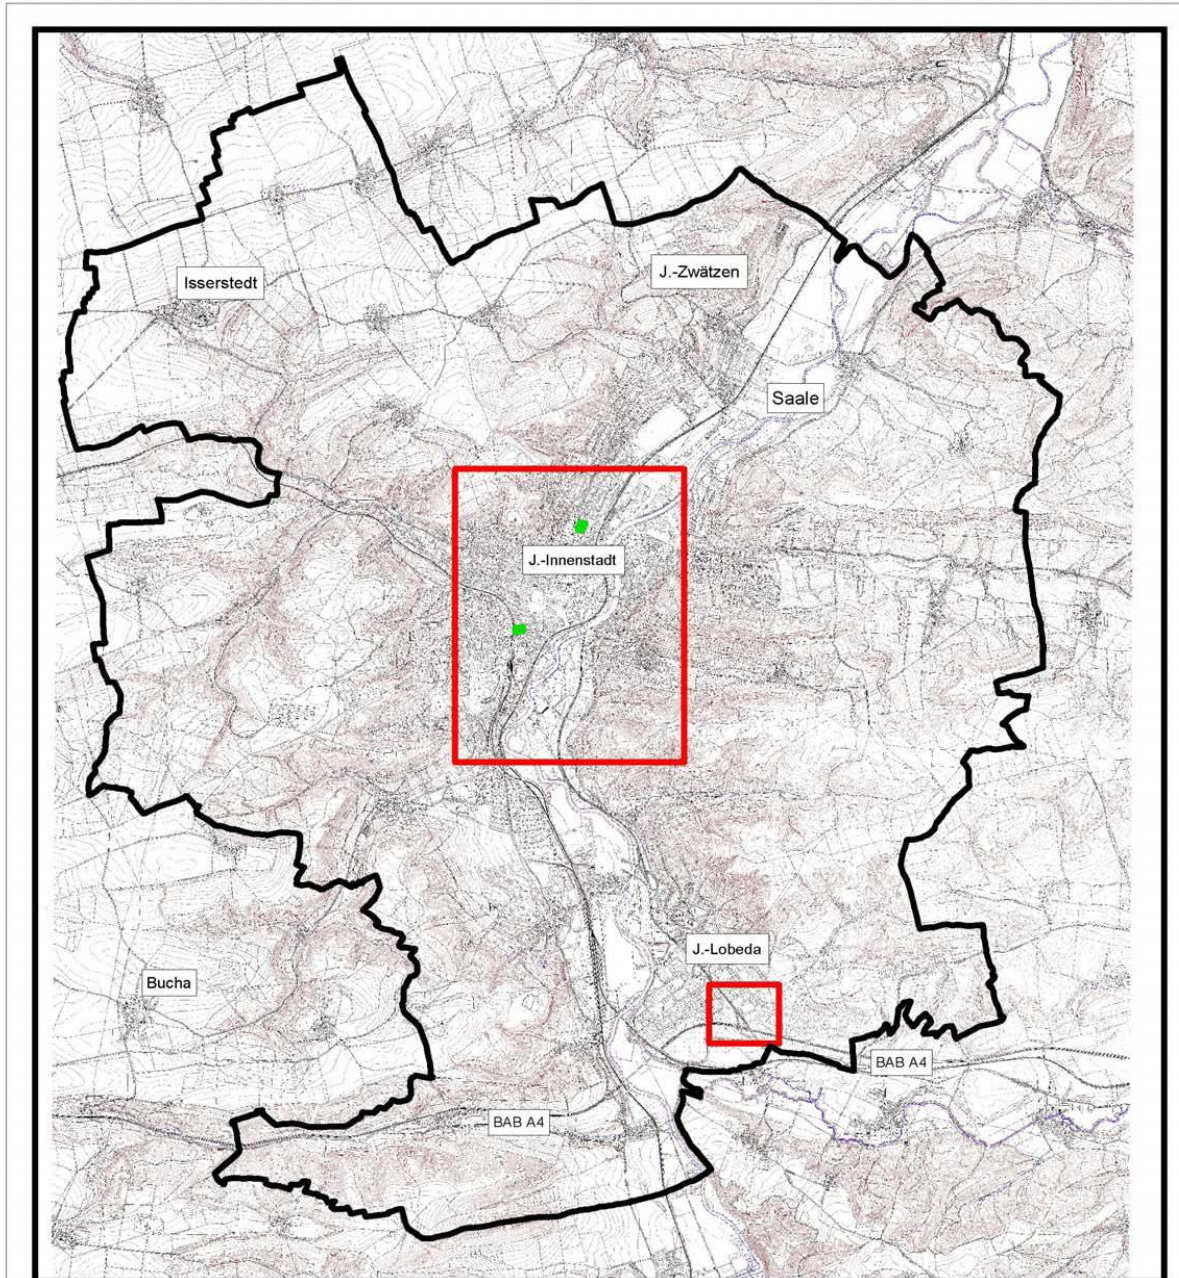 J.-Zwätzen
Isserstedt
Saale
J.-Innenstadt
J.-Lobeda
Bucha
BAB A4
BAB A4